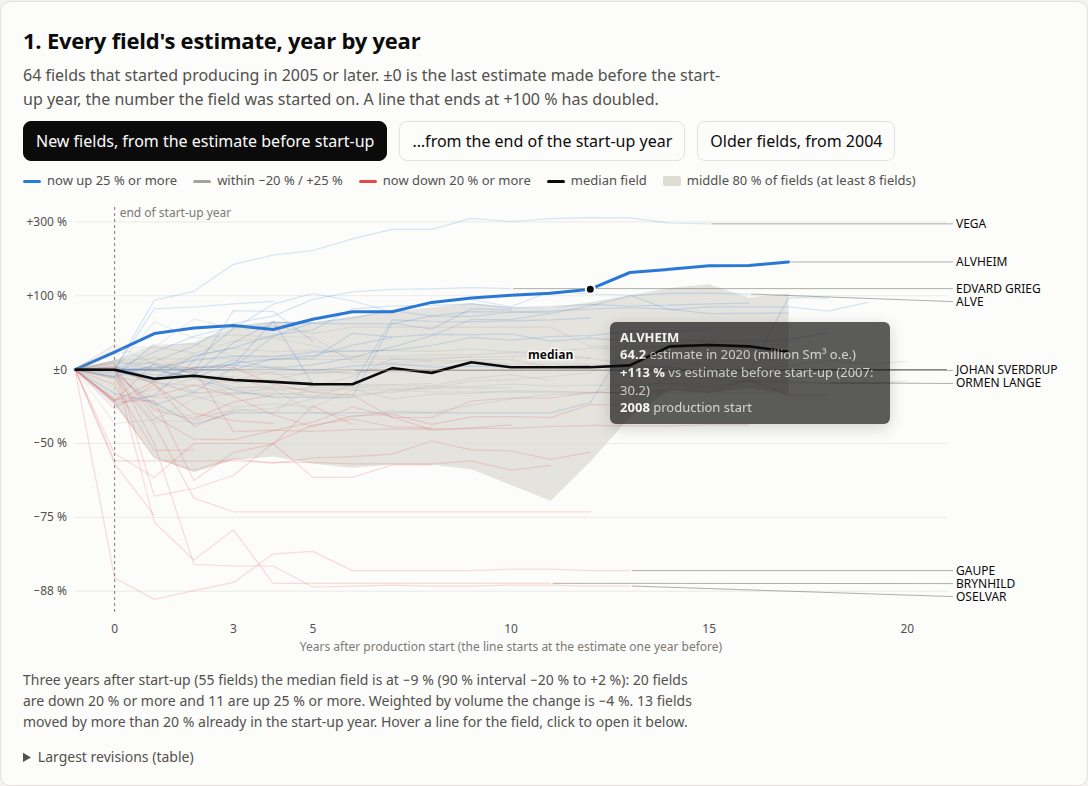 1. Every field's estimate, year by year
64 fields that started producing in 2005 or later. ±0 is the last estimate made before the start-
up year, the number the field was started on. A line that ends at +100 % has doubled.
New fields, from the estimate before start-up
...from the end of the start-up year
Older fields, from 2004
now up 25 % or more
within −20 % / +25 %
now down 20 % or more
median field
middle 80 % of fields (at least 8 fields)
end of start-up year
+300 %
VEGA
ALVHEIM
EDVARD GRIEG
+100 %
ALVE
ALVHEIM
64.2 estimate in 2020 (million Sm³ o.e.)
+113 % vs estimate before start-up (2007:
30.2)
2008 production start
median
±0
JOHAN SVERDRUP
ORMEN LANGE
−50 %
−75 %
GAUPE
BRYNHILD
−88 %
OSELVAR
0
3
5
10
15
20
Years after production start (the line starts at the estimate one year before)
Three years after start-up (55 fields) the median field is at −9 % (90 % interval −20 % to +2 %): 20 fields
are down 20 % or more and 11 are up 25 % or more. Weighted by volume the change is −4 %. 13 fields
moved by more than 20 % already in the start-up year. Hover a line for the field, click to open it below.
Largest revisions (table)